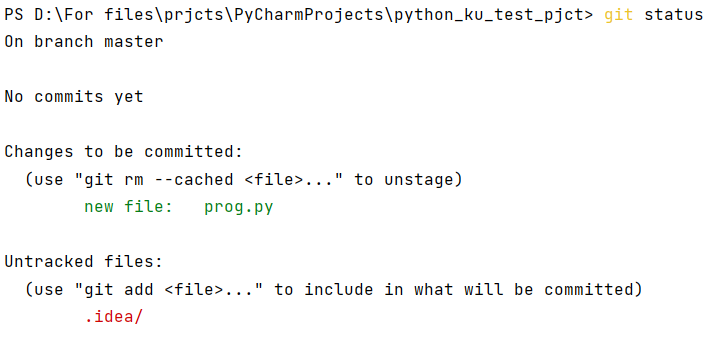 PS D:\For files\prjcts\PyCharmProjects\python_ku_test_pjct> git status
On branch master
No commits yet
Changes to be committed:
(use "git rm --cached <file>..." to unstage)
new file:   prog.py
Untracked files:
(use "git add <file>..." to include in what will be committed)
.idea/